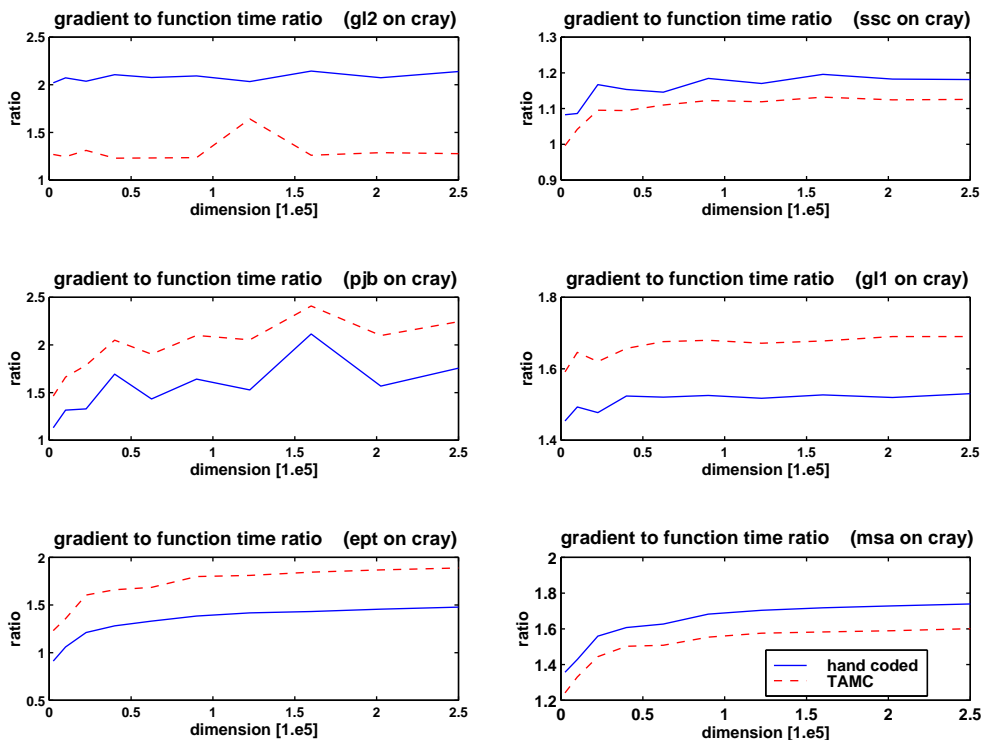 gradient to function time ratio (gl2 on cray)
2.5
2
1.5
1
ratio
0 0.5 1 1.5 2 2.5
dimension [1.e5]
gradient to function time ratio (ssc on cray)
1.3
1.2
1.1
1
0.9
ratio
0 0.5 1 1.5 2 2.5
dimension [1.e5]
gradient to function time ratio (pjb on cray)
2.5
2
1.5
1
ratio
0 0.5 1 1.5 2 2.5
dimension [1.e5]
gradient to function time ratio (gl1 on cray)
1.8
1.6
1.4
ratio
0 0.5 1 1.5 2 2.5
dimension [1.e5]
gradient to function time ratio (ept on cray)
2
1.5
1
0.5
ratio
0 0.5 1 1.5 2 2.5
dimension [1.e5]
gradient to function time ratio (msa on cray)
2
1.8
1.6
1.4
1.2
ratio
hand coded
TAMC
0 0.5 1 1.5 2 2.5
dimension [1.e5]